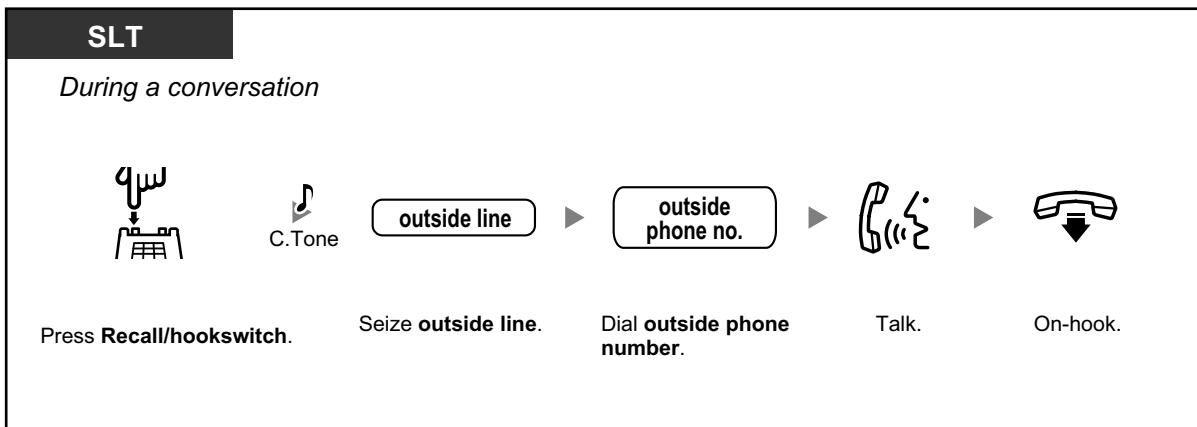 SLT
During a conversation
C.Tone
outside line
outside
phone no.
Press Recall/hookswitch.
Seize outside line.
Dial outside phone
number.
Talk.
On-hook.